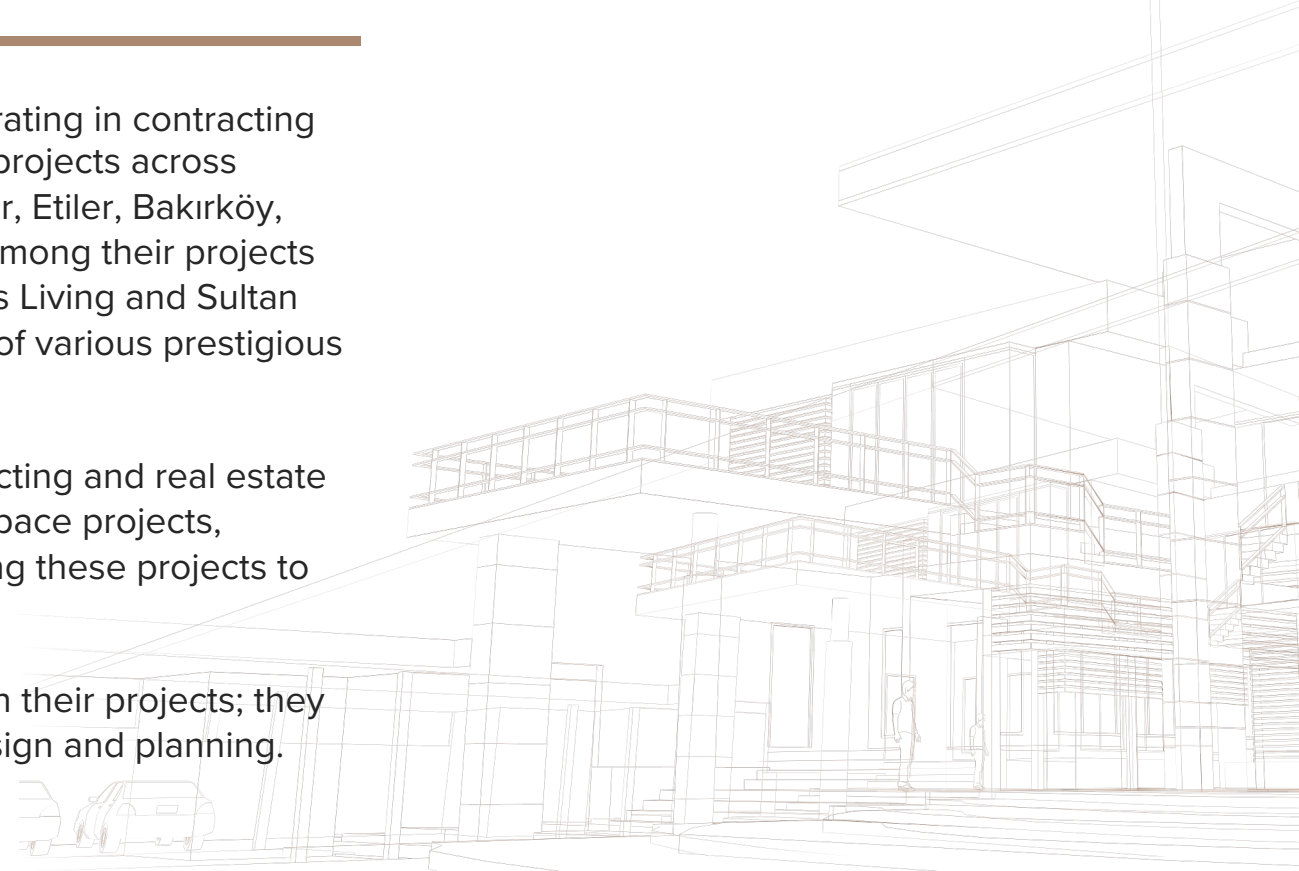 rating in contracting
projects across
r, Etiler, Bakırköy,
mong their projects
s Living and Sultan
of various prestigious
cting and real estate
pace projects,
ng these projects to
n their projects; they
sign and planning.